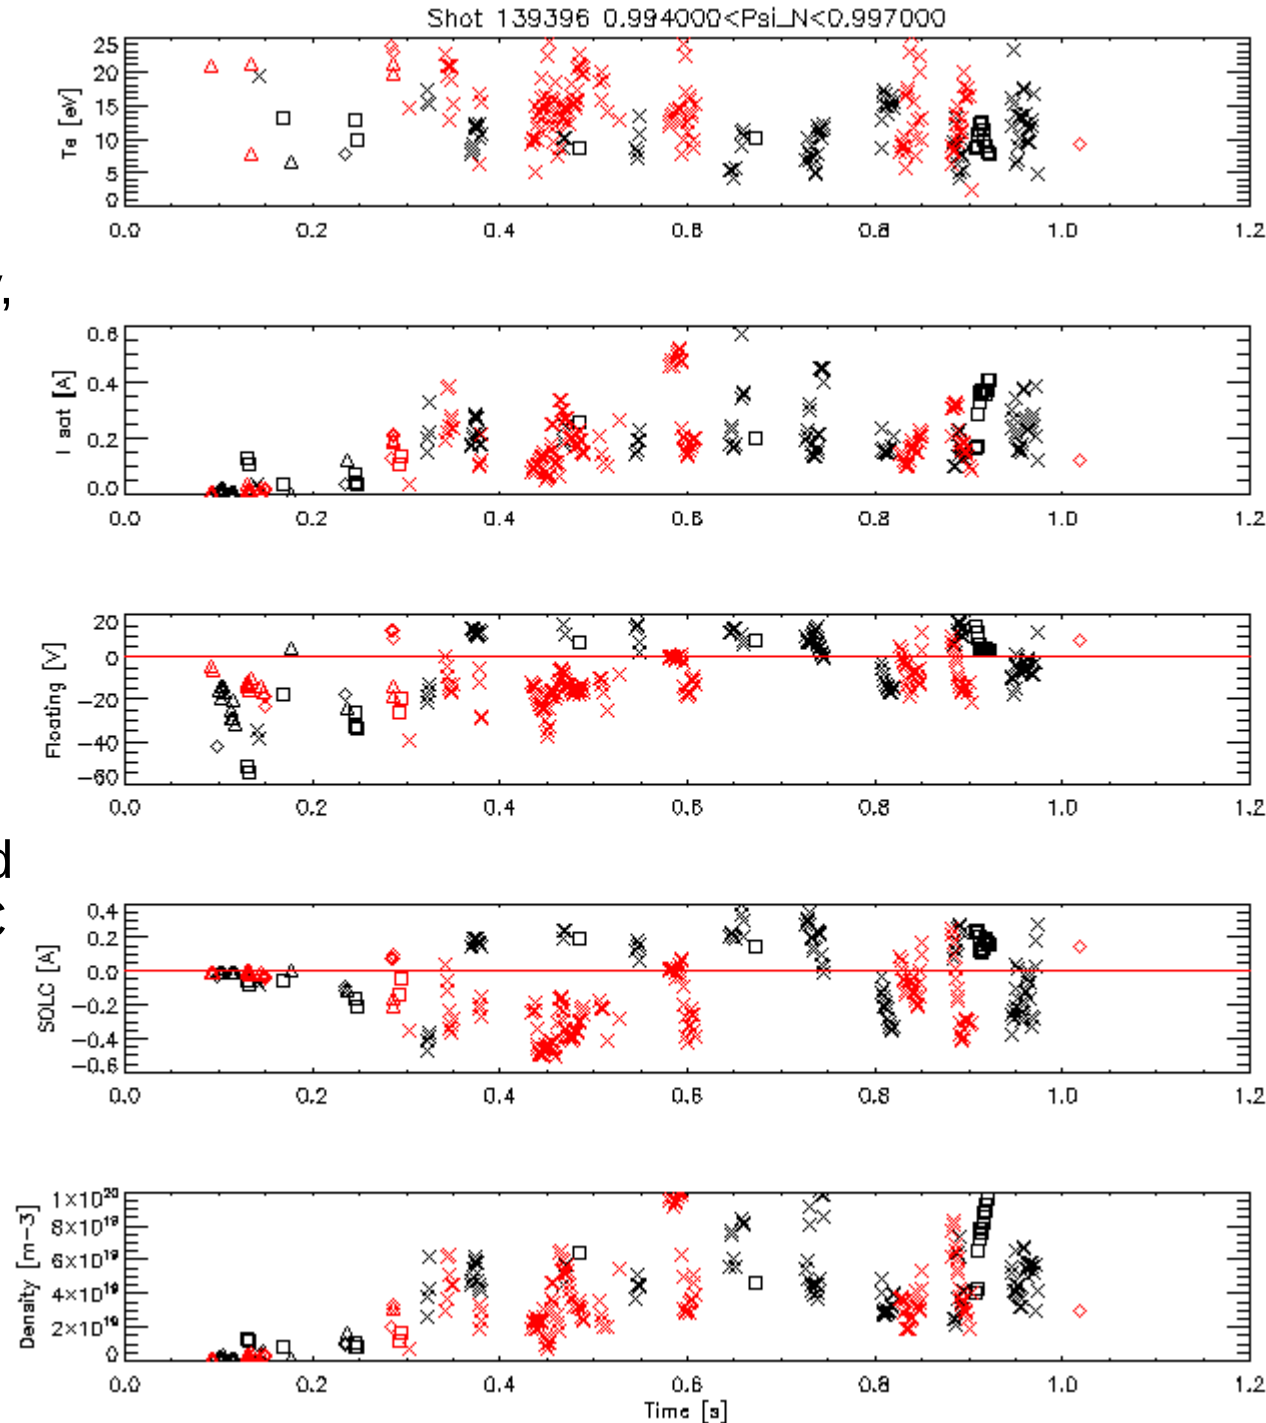 Shot 139396 0.994000<Psi_N<0.997000
Te [eV]
25
20
15
10
5
0
0.0 0.2 0.4 0.6 0.8 1.0 1.2
,
I sat [A]
0.6
0.4
0.2
0.0
0.0 0.2 0.4 0.6 0.8 1.0 1.2
Floating [V]
20
0
-20
-40
-60
0.0 0.2 0.4 0.6 0.8 1.0 1.2
d
SOLC [A]
0.4
0.2
0.0
-0.2
-0.4
-0.6
0.0 0.2 0.4 0.6 0.8 1.0 1.2
Density [m-3]
1×10²⁰
8×10¹⁹
6×10¹⁹
4×10¹⁹
2×10¹⁹
0
0.0 0.2 0.4 0.6 0.8 1.0 1.2
Time [s]